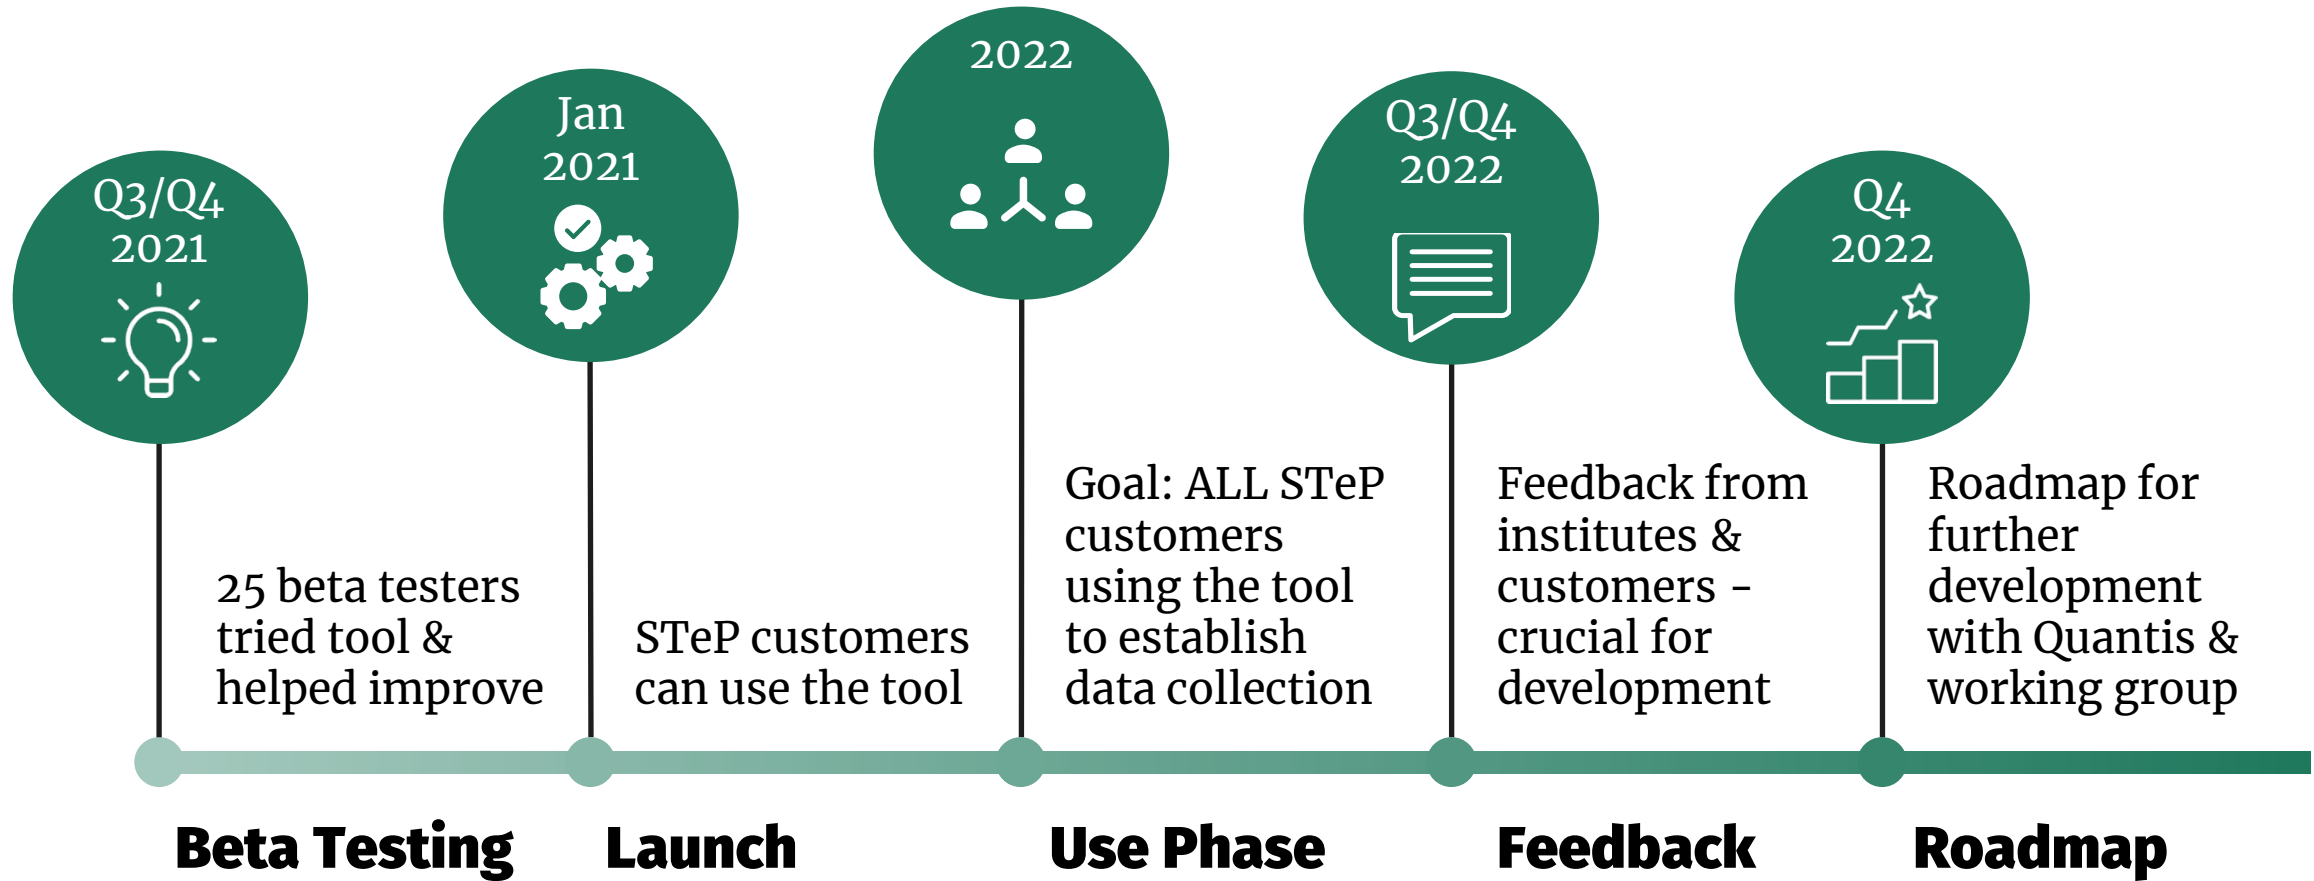 Q3/Q4
2021
25 beta testers
tried tool &
helped improve
Beta Testing
Jan
2021
STeP customers
can use the tool
Launch
2022
Goal: ALL STeP
customers
using the tool
to establish
data collection
Use Phase
Q3/Q4
2022
Feedback from
institutes &
customers -
crucial for
development
Feedback
Q4
2022
Roadmap for
further
development
with Quantis &
working group
Roadmap